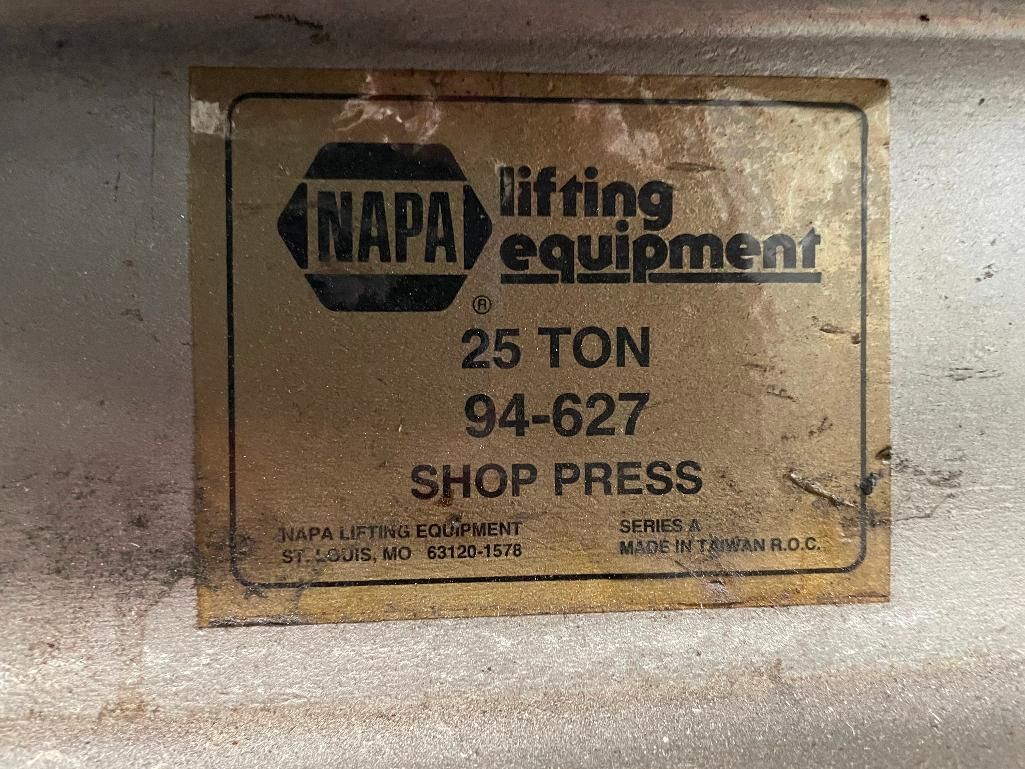 NAPA
lifting
equipment
®
25 TON
94-627
SHOP PRESS
NAPA LIFTING EQUIPMENT
ST. LOUIS, MO 63120-1578
SERIES A
MADE IN TAIWAN R.O.C.